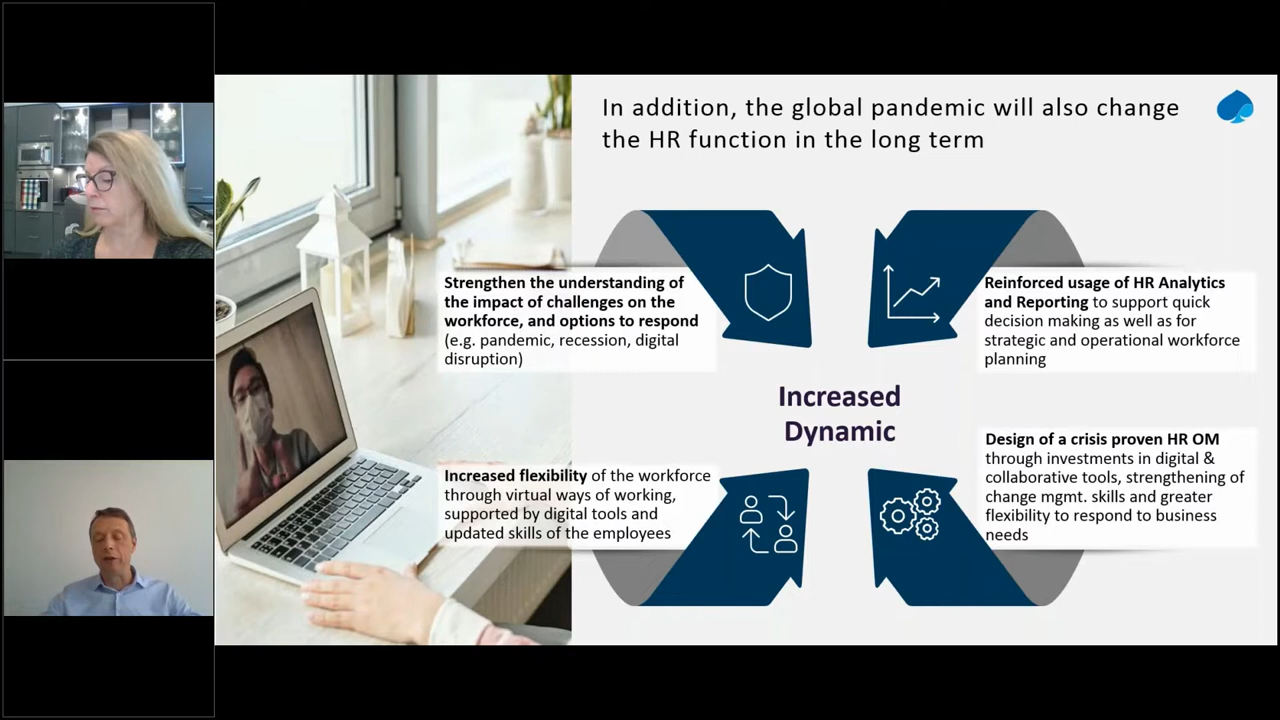 In addition, the global pandemic will also change
the HR function in the long term
Strengthen the understanding of
the impact of challenges on the
workforce, and options to respond
(e.g. pandemic, recession, digital
disruption)
Reinforced usage of HR Analytics
and Reporting to support quick
decision making as well as for
strategic and operational workforce
planning
Increased
Dynamic
Increased flexibility of the workforce
through virtual ways of working,
supported by digital tools and
updated skills of the employees
Design of a crisis proven HR OM
through investments in digital &
collaborative tools, strengthening of
change mgmt. skills and greater
flexibility to respond to business
needs